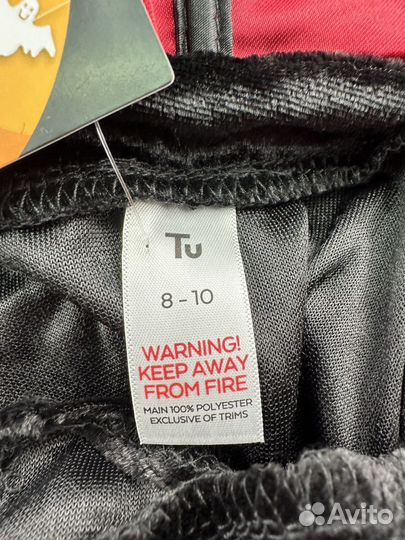 Tu
8 - 10
WARNING!
KEEP AWAY
FROM FIRE
MAIN 100% POLYESTER
EXCLUSIVE OF TRIMS
Avito